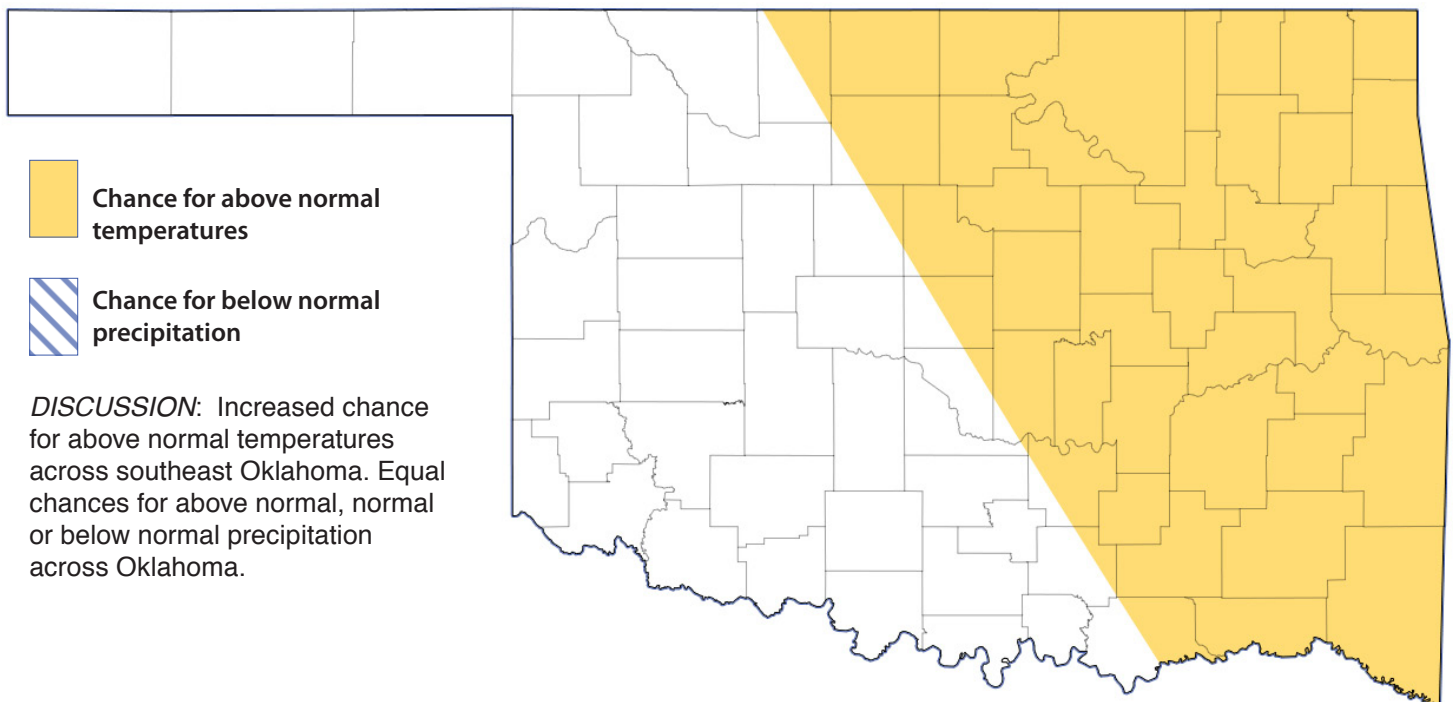 Chance for above normal
temperatures
Chance for below normal
precipitation
DISCUSSION: Increased chance
for above normal temperatures
across southeast Oklahoma. Equal
chances for above normal, normal
or below normal precipitation
across Oklahoma.